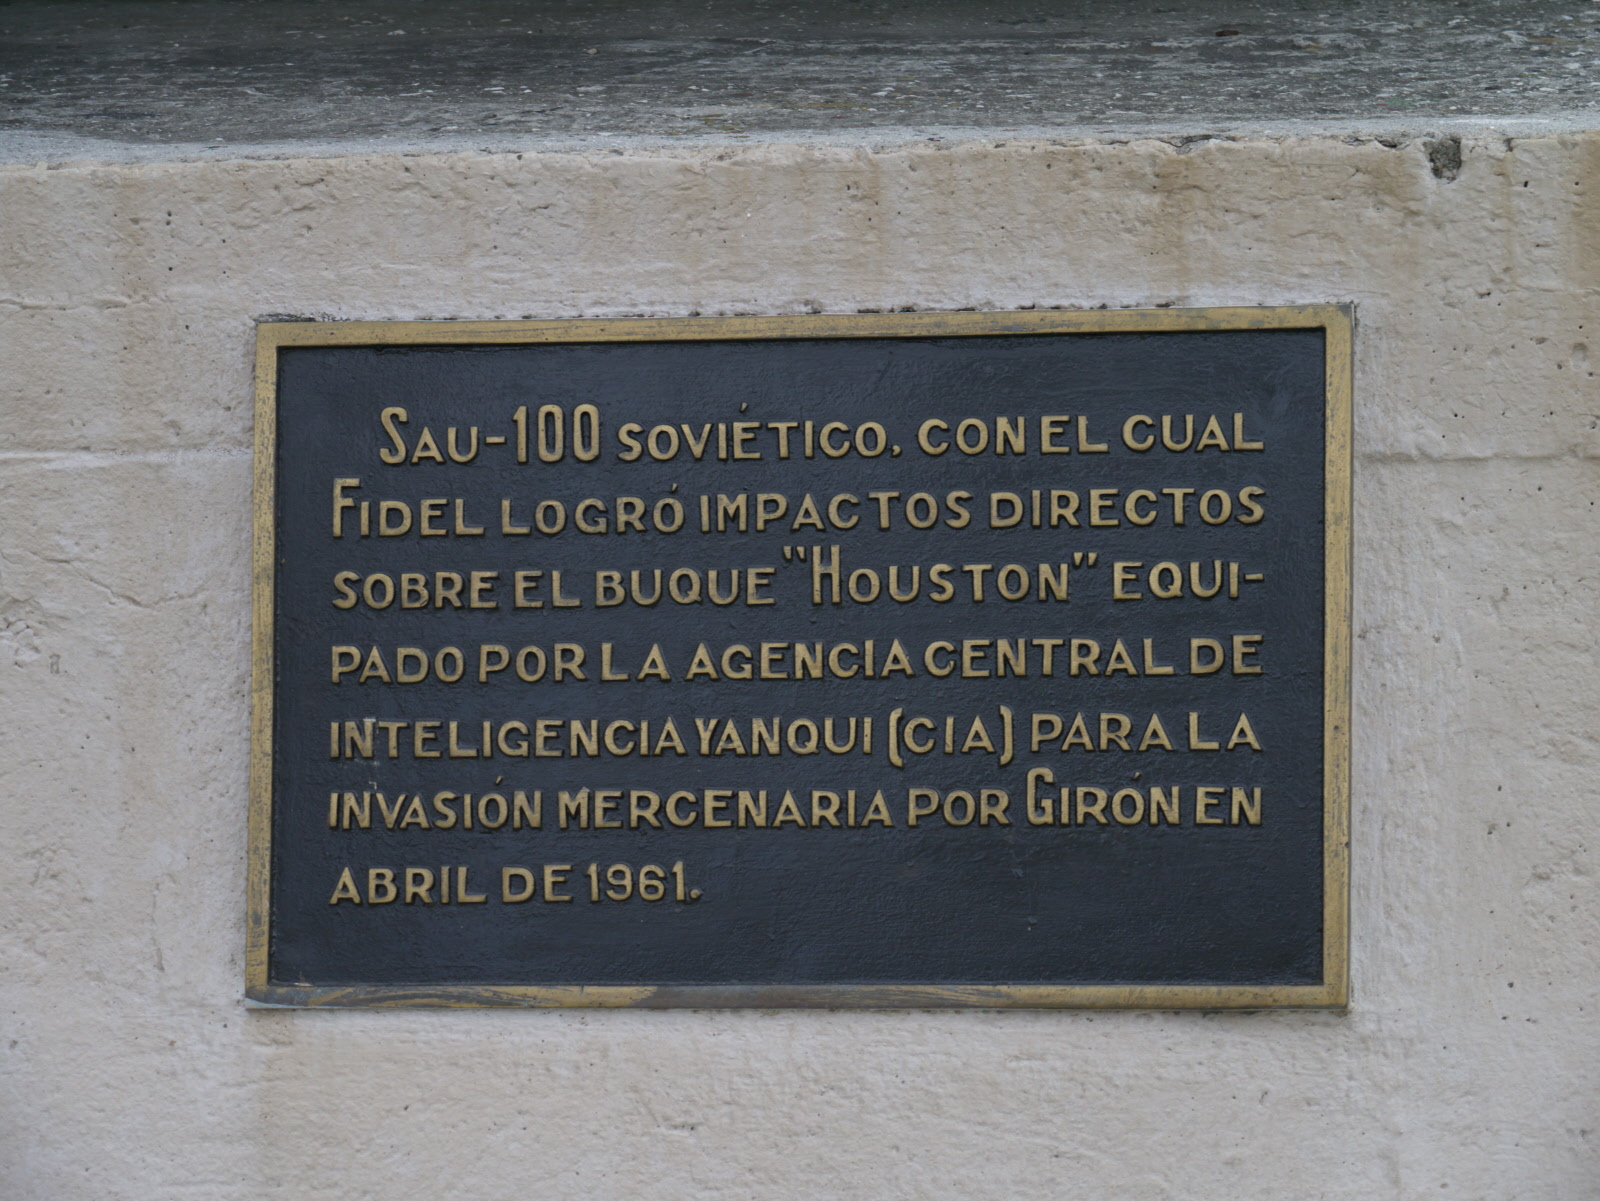 SAU-100 SOVIÉTICO, CON EL CUAL
FIDEL LOGRÓ IMPACTOS DIRECTOS
SOBRE EL BUQUE "HOUSTON" EQUI-
PADO POR LA AGENCIA CENTRAL DE
INTELIGENCIA YANQUI (CIA) PARA LA
INVASIÓN MERCENARIA POR GIRÓN EN
ABRIL DE 1961.